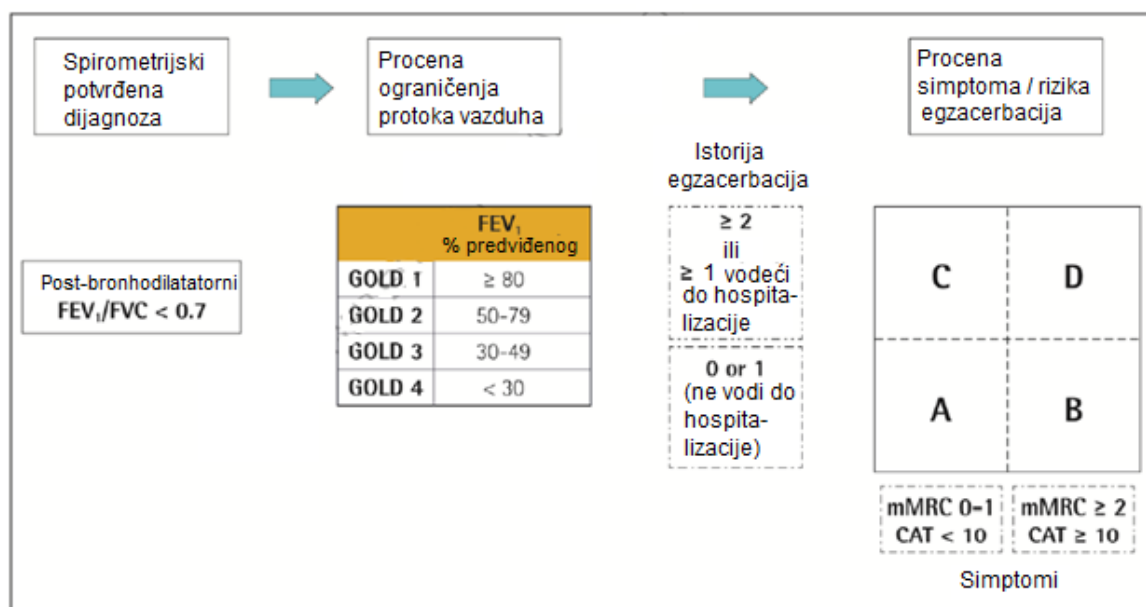 Spirometrijski
potvrđena
dijagnoza
Procena
ograničenja
protoka vazduha
Procena
simptoma / rizika
egzacerbacija
Istorija
egzacerbacija
Post-bronhodilatatorni
FEV₁/FVC < 0.7
FEV₁
% predviđenog
GOLD 1 ≥ 80
GOLD 2 50-79
GOLD 3 30-49
GOLD 4 < 30
≥ 2
ili
≥ 1 vodeći
do hospita-
lizacije
0 or 1
(ne vodi do
hospita-
lizacije)
C D
A B
mMRC 0-1
CAT < 10
mMRC ≥ 2
CAT ≥ 10
Simptomi